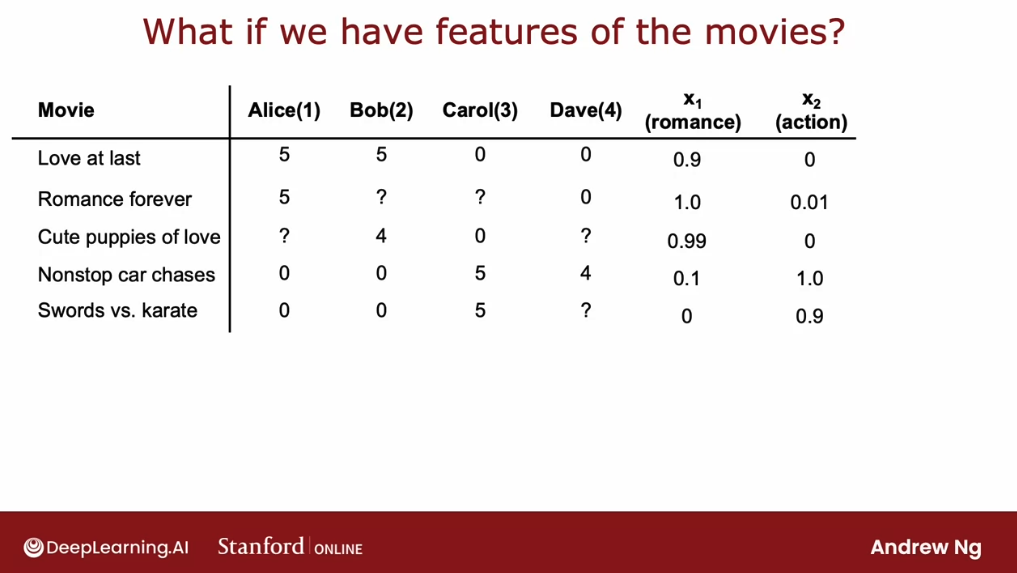 What if we have features of the movies?
Movie Alice(1) Bob(2) Carol(3) Dave(4) x₁ (romance) x₂ (action)
Love at last 5 5 0 0 0.9 0
Romance forever 5 ? ? 0 1.0 0.01
Cute puppies of love ? 4 0 ? 0.99 0
Nonstop car chases 0 0 5 4 0.1 1.0
Swords vs. karate 0 0 5 ? 0 0.9
DeepLearning.AI Stanford ONLINE Andrew Ng